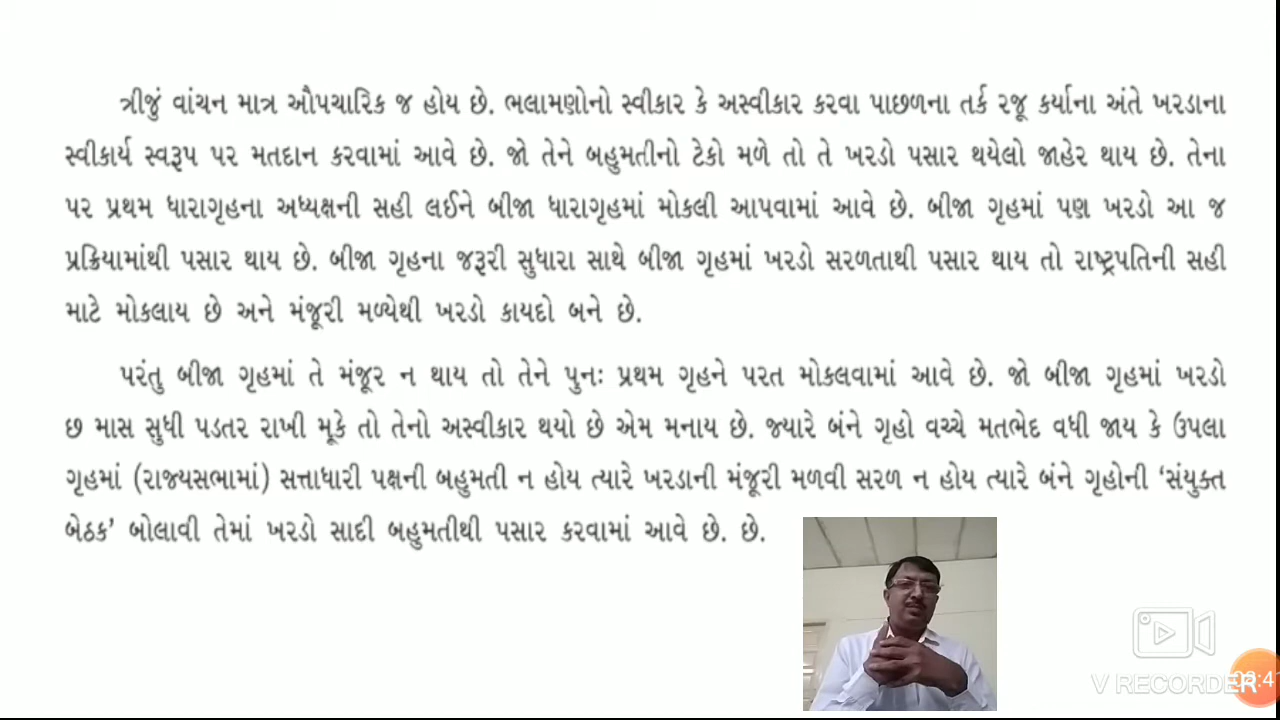 ત્રીજું વાંચન માત્ર ઔપચારિક જ હોય છે. ભલામણોનો સ્વીકાર કે અસ્વીકાર કરવા પાછળના તર્ક રજૂ કર્યાના અંતે ખરડાના
સ્વીકાર્ય સ્વરૂપ પર મતદાન કરવામાં આવે છે. જો તેને બહુમતીનો ટેકો મળે તો તે ખરડો પસાર થયેલો જાહેર થાય છે. તેના
પર પ્રથમ ધારાગૃહના અધ્યક્ષની સહી લઈને બીજા ધારાગૃહમાં મોકલી આપવામાં આવે છે. બીજા ગૃહમાં પણ ખરડો આ જ
પ્રક્રિયામાંથી પસાર થાય છે. બીજા ગૃહના જરૂરી સુધારા સાથે બીજા ગૃહમાં ખરડો સરળતાથી પસાર થાય તો રાષ્ટ્રપતિની સહી
માટે મોકલાય છે અને મંજૂરી મળ્યેથી ખરડો કાયદો બને છે.
પરંતુ બીજા ગૃહમાં તે મંજૂર ન થાય તો તેને પુનઃ પ્રથમ ગૃહને પરત મોકલવામાં આવે છે. જો બીજા ગૃહમાં ખરડો
છ માસ સુધી પડતર રાખી મૂકે તો તેનો અસ્વીકાર થયો છે એમ મનાય છે. જ્યારે બંને ગૃહો વચ્ચે મતભેદ વધી જાય કે ઉપલા
ગૃહમાં (રાજ્યસભામાં) સત્તાધારી પક્ષની બહુમતી ન હોય ત્યારે ખરડાની મંજૂરી મળવી સરળ ન હોય ત્યારે બંને ગૃહોની ‘સંયુક્ત
બેઠક’ બોલાવી તેમાં ખરડો સાદી બહુમતીથી પસાર કરવામાં આવે છે. છે.
V RECORDER